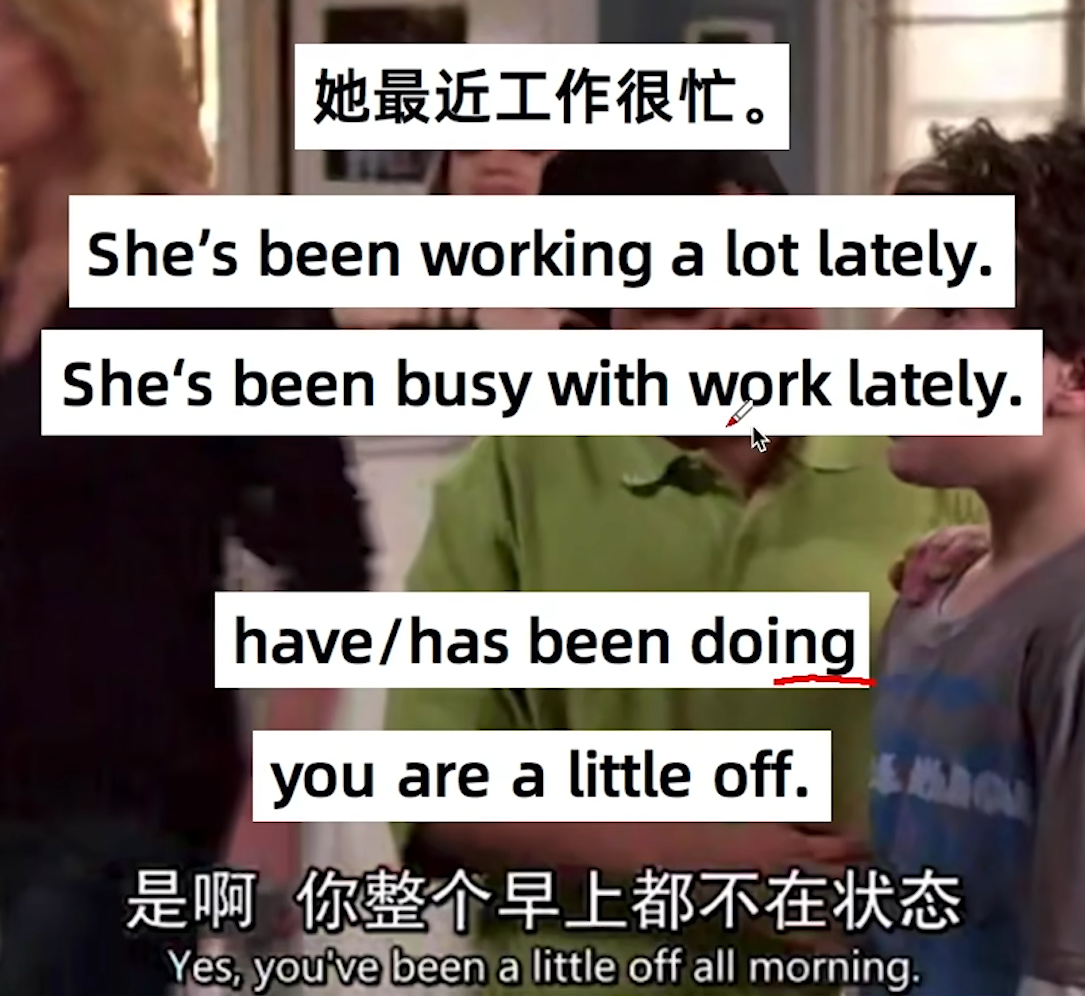 她最近工作很忙。
She’s been working a lot lately.
She‘s been busy with work lately.
have/has been doing
you are a little off.
是啊 你整个早上都不在状态
Yes, you've been a little off all morning.